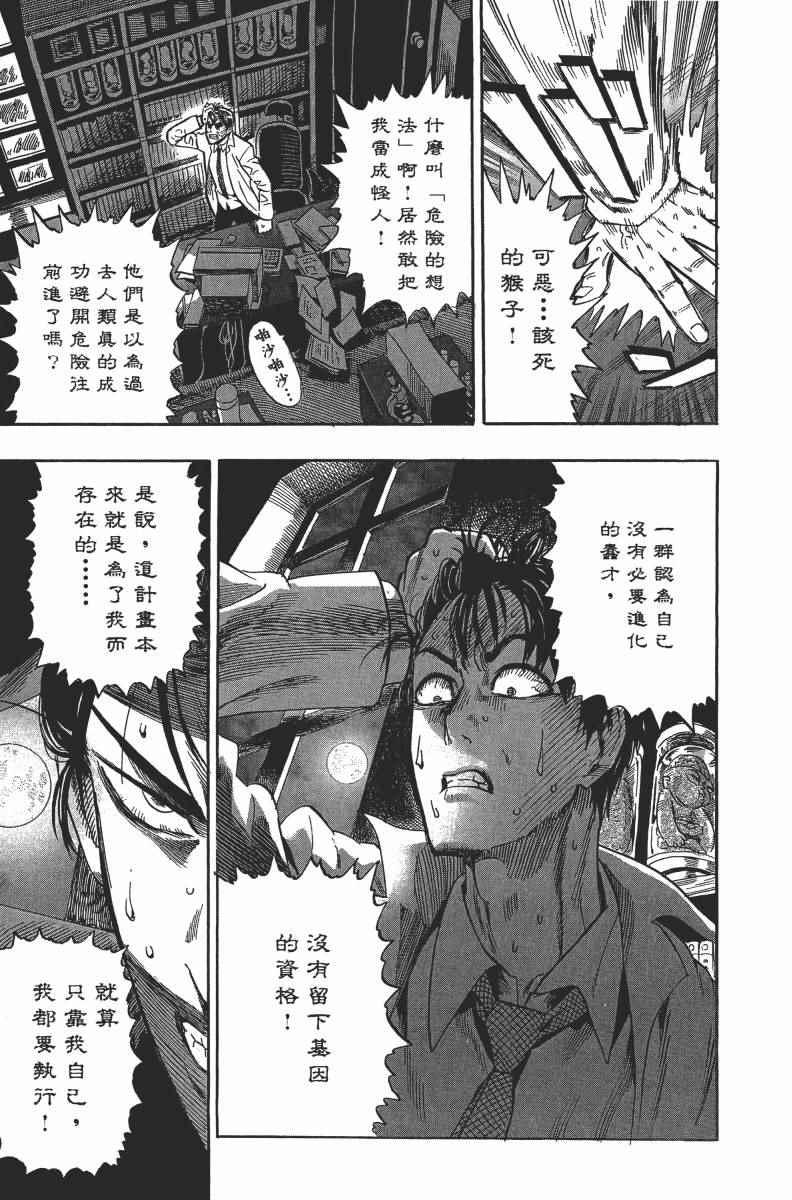 可惡⋯該死
的猴子！
什麼叫「危險的想
法」啊！居然敢把
我當成怪人！
啪沙啪沙⋯
他們是以為過
去人類真的成
功避開危險往
前進了嗎？
一群認為自己
沒有必要進化
的蠢才，
沒有留下基因
的資格！
是說，這計畫本
來就是為了我而
存在的⋯⋯
就算
只靠我自己，
我都要執行！